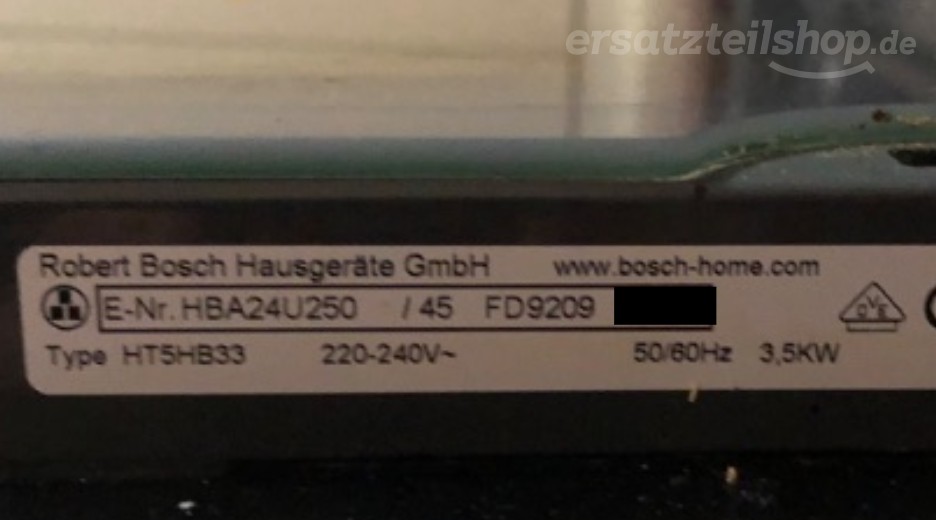 ersatzteilshop.de
Robert Bosch Hausgeräte GmbH www.bosch-home.com
E-Nr. HBA24U250 / 45 FD9209
Type HT5HB33 220-240V~ 50/60Hz 3,5KW
OVE